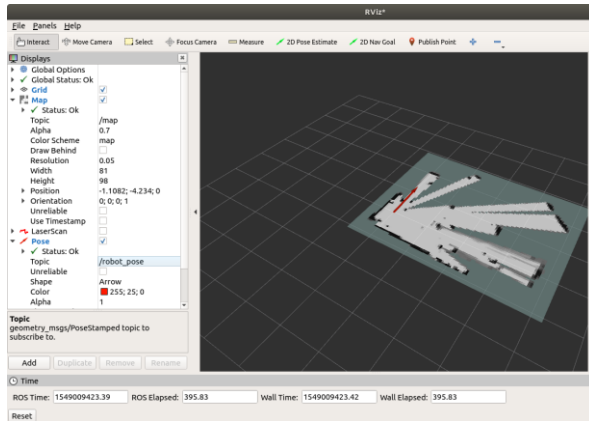 RViz*
File Panels Help
Interact Move Camera Select Focus Camera Measure 2D Pose Estimate 2D Nav Goal Publish Point
Displays
Global Options
Global Status: Ok
Grid
Map
Status: Ok
Topic /map
Alpha 0.7
Color Scheme map
Draw Behind
Resolution 0.05
Width 81
Height 98
Position -1.1082; -4.234; 0
Orientation 0; 0; 0; 1
Unreliable
Use Timestamp
LaserScan
Pose
Status: Ok
Topic /robot_pose
Unreliable
Shape Arrow
Color 255; 25; 0
Alpha 1
Topic
geometry_msgs/PoseStamped topic to
subscribe to.
Add Duplicate Remove Rename
Time
ROS Time: 1549009423.39 ROS Elapsed: 395.83 Wall Time: 1549009423.42 Wall Elapsed: 395.83
Reset